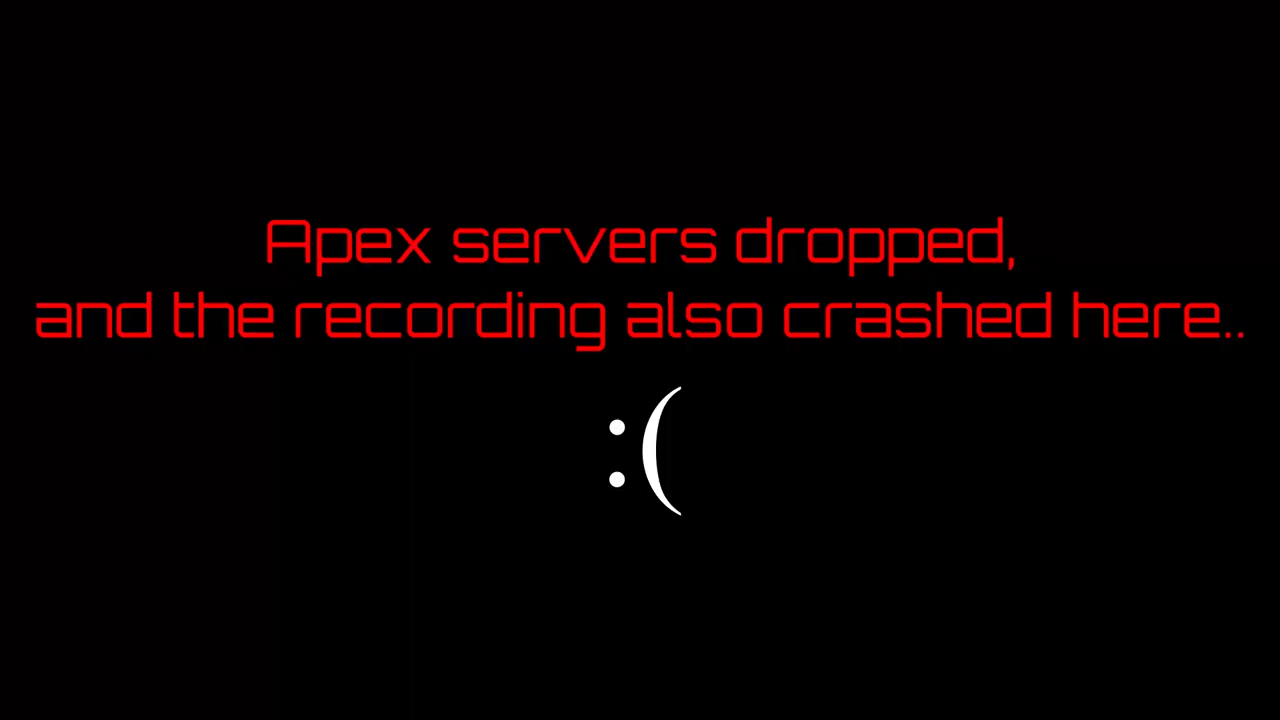 Apex servers dropped,
and the recording also crashed here..
:(